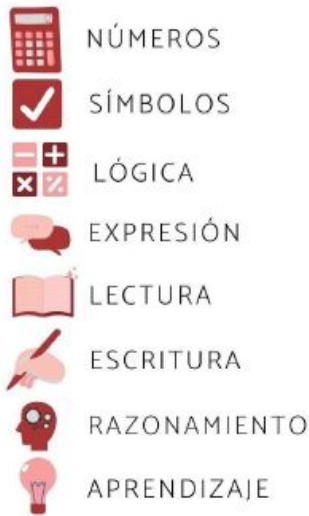 NÚMEROS
SÍMBOLOS
LÓGICA
EXPRESIÓN
LECTURA
ESCRITURA
RAZONAMIENTO
APRENDIZAJE